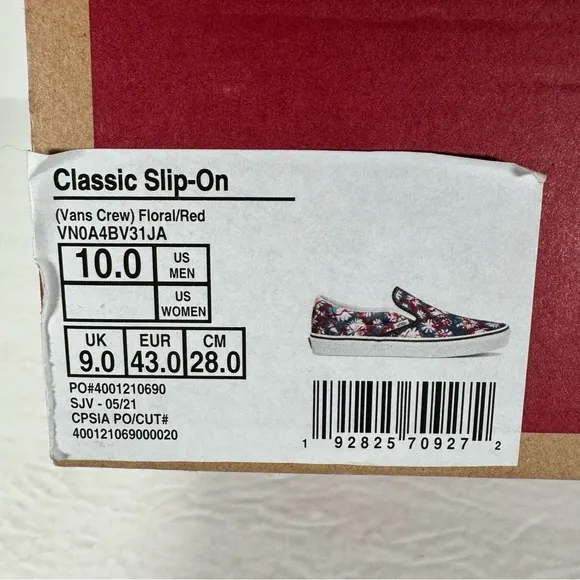 Classic Slip-On
(Vans Crew) Floral/Red
VN0A4BV31JA
10.0 US MEN
US WOMEN
UK 9.0 EUR 43.0 CM 28.0
PO#4001210690
SJV - 05/21
CPSIA PO/CUT#
400121069000020
1 92825 70927 2